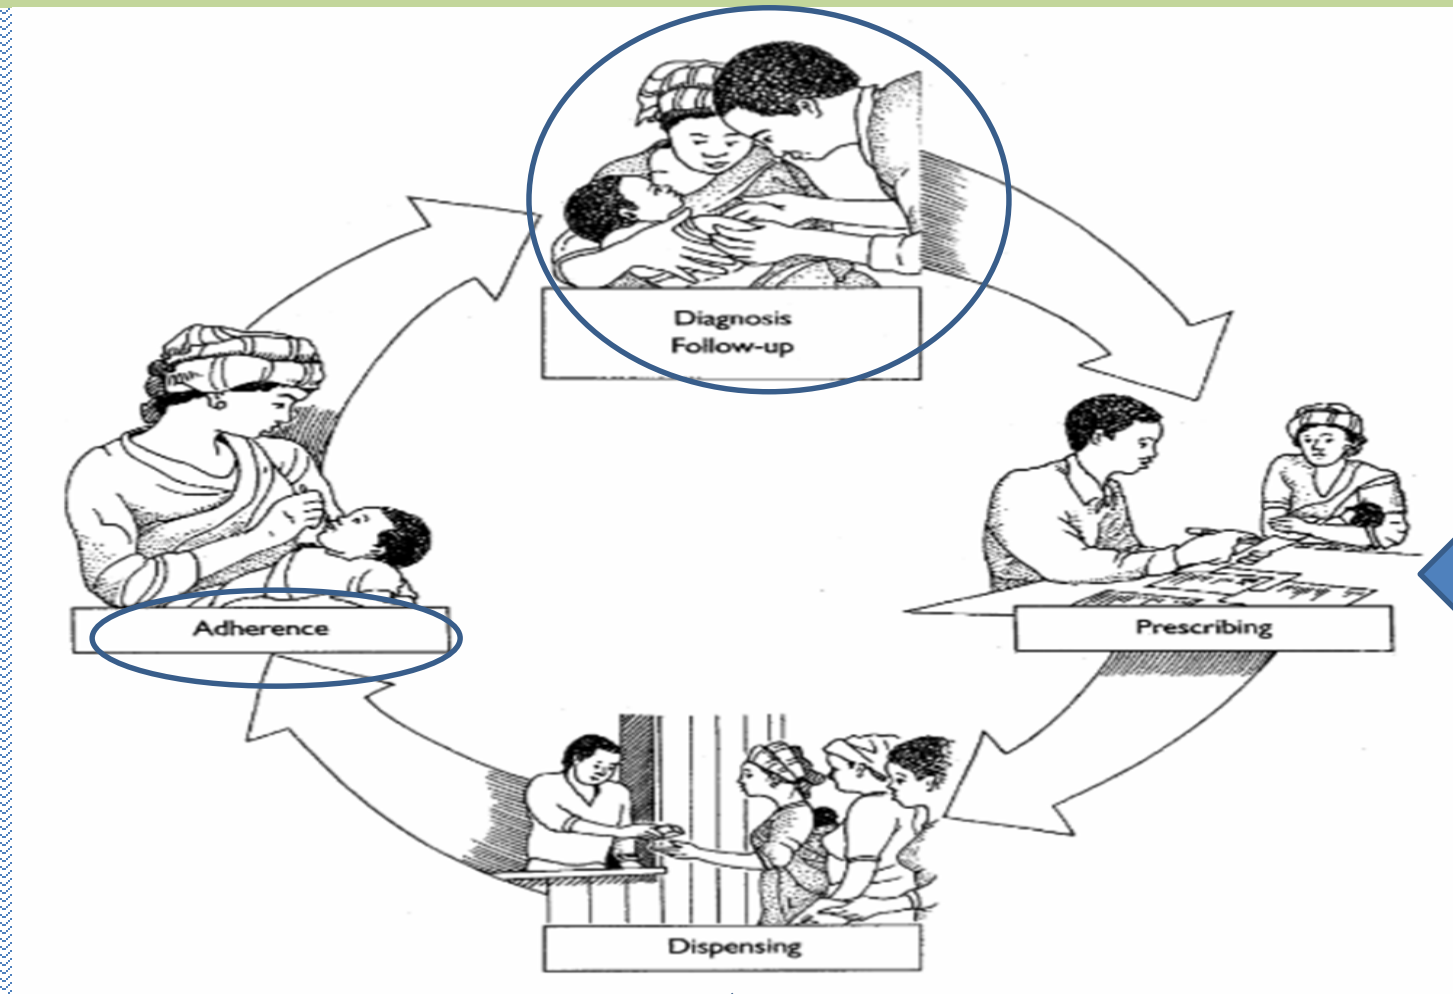 Diagnosis
Follow-up
Prescribing
Dispensing
Adherence